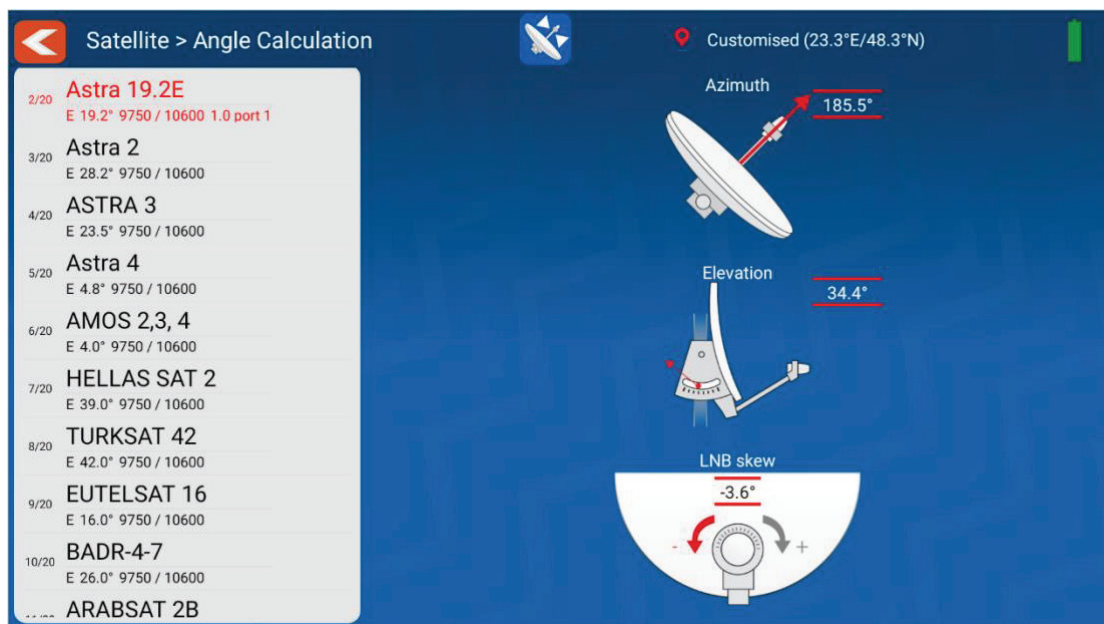 Satellite > Angle Calculation
Customised (23.3°E/48.3°N)
2/20
Astra 19.2E
E 19.2° 9750 / 10600 1.0 port 1
3/20
Astra 2
E 28.2° 9750 / 10600
4/20
ASTRA 3
E 23.5° 9750 / 10600
5/20
Astra 4
E 4.8° 9750 / 10600
6/20
AMOS 2,3, 4
E 4.0° 9750 / 10600
7/20
HELLAS SAT 2
E 39.0° 9750 / 10600
8/20
TURKSAT 42
E 42.0° 9750 / 10600
9/20
EUTELSAT 16
E 16.0° 9750 / 10600
10/20
BADR-4-7
E 26.0° 9750 / 10600
ARABSAT 2B
Azimuth
185.5°
Elevation
34.4°
LNB skew
-3.6°
- +